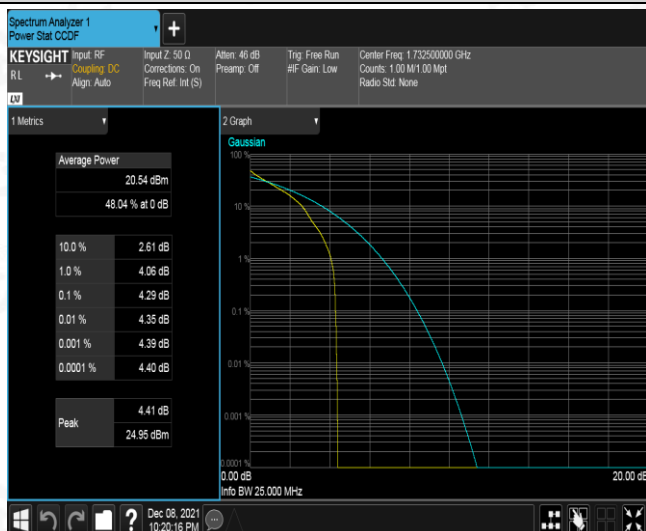 Spectrum Analyzer 1
Power Stat CCDF
KEYSIGHT
RL
LXI
Input: RF
Coupling: DC
Align: Auto
Input Z: 50 Ω
Corrections: On
Freq Ref: Int (S)
Atten: 46 dB
Preamp: Off
Trig: Free Run
#IF Gain: Low
Center Freq: 1.732500000 GHz
Counts: 1.00 M/1.00 Mpt
Radio Std: None
1 Metrics
Average Power
20.54 dBm
48.04 % at 0 dB
10.0 % 2.61 dB
1.0 % 4.06 dB
0.1 % 4.29 dB
0.01 % 4.35 dB
0.001 % 4.39 dB
0.0001 % 4.40 dB
Peak
4.41 dB
24.95 dBm
2 Graph
Gaussian
100 %
10 %
1 %
0.1 %
0.01 %
0.001 %
0.0001 %
0.00 dB
20.00 dB
Info BW 25.000 MHz
?
Dec 08, 2021
10:20:16 PM